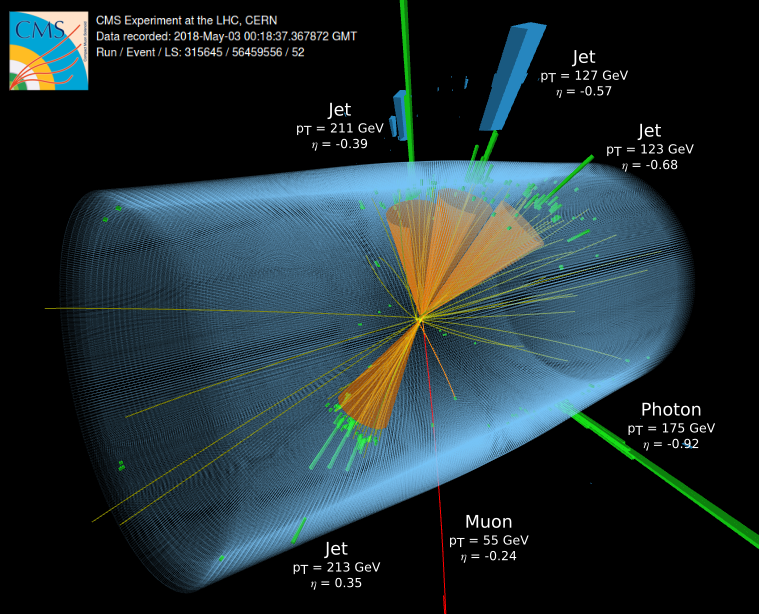 CMS
CMS Experiment at the LHC, CERN
Data recorded: 2018-May-03 00:18:37.367872 GMT
Run / Event / LS: 315645 / 56459556 / 52
Jet
pT = 127 GeV
η = -0.57
Jet
pT = 211 GeV
η = -0.39
Jet
pT = 123 GeV
η = -0.68
Photon
pT = 175 GeV
η = -0.92
Muon
pT = 55 GeV
η = -0.24
Jet
pT = 213 GeV
η = 0.35